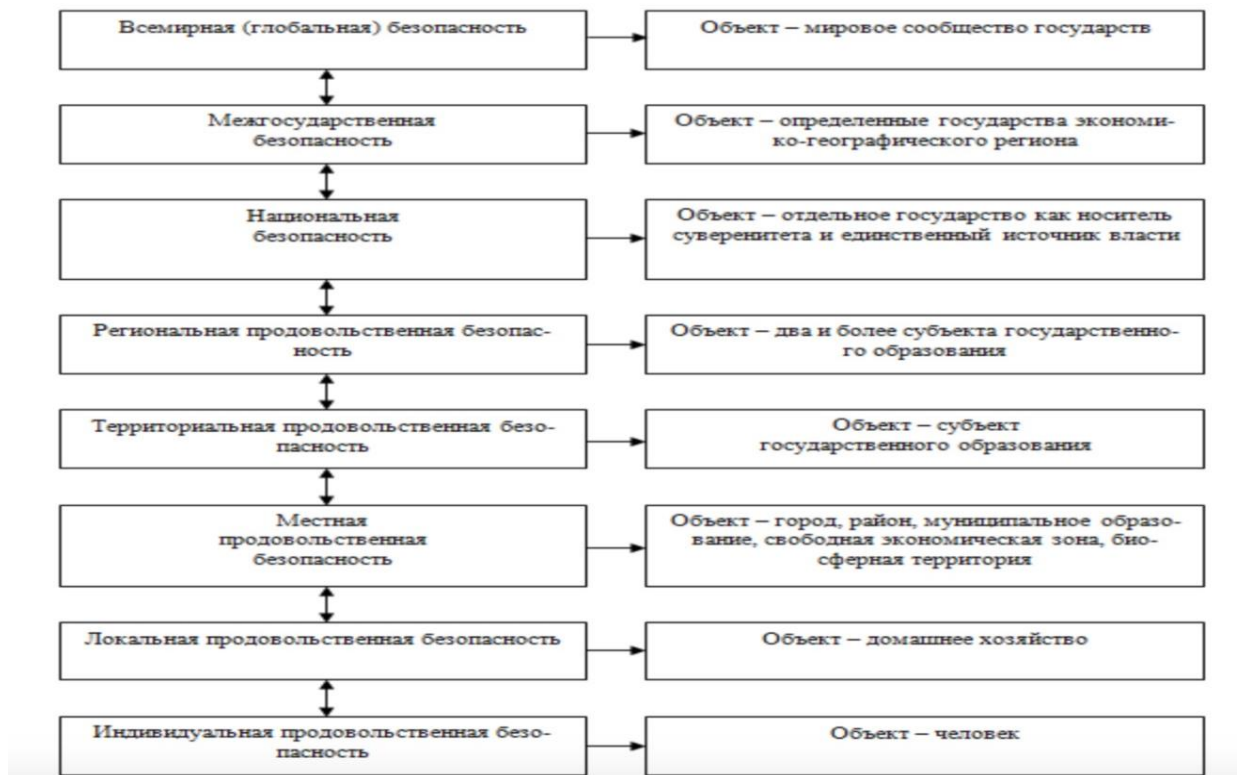 Всемирная (глобальная) безопасность
Объект – мировое сообщество государств
Межгосударственная
безопасность
Объект – определенные государства экономи-
ко-географического региона
Национальная
безопасность
Объект – отдельное государство как носитель
суверенитета и единственный источник власти
Региональная продовольственная безопас-
ность
Объект – два и более субъекта государственно-
го образования
Территориальная продовольственная безо-
пасность
Объект – субъект
государственного образования
Местная
продовольственная
безопасность
Объект – город, район, муниципальное образо-
вание, свободная экономическая зона, био-
сферная территория
Локальная продовольственная безопасность
Объект – домашнее хозяйство
Индивидуальная продовольственная безо-
пасность
Объект – человек